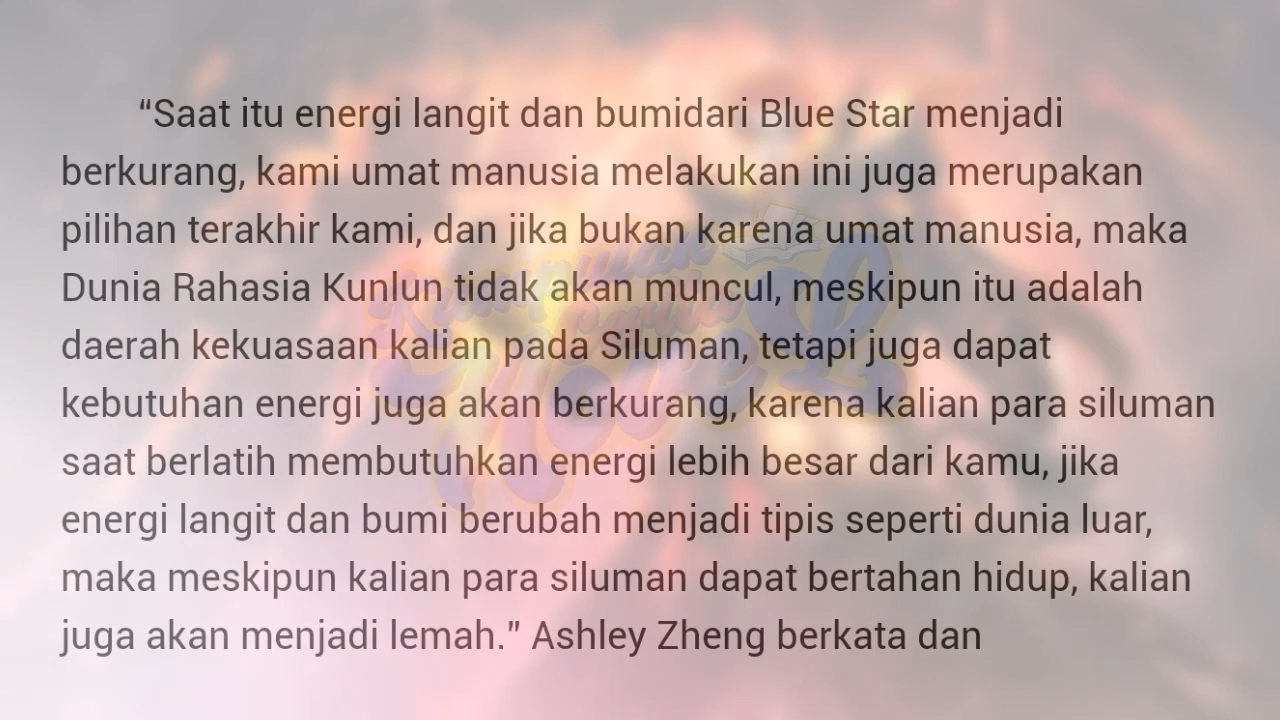 “Saat itu energi langit dan bumidari Blue Star menjadi
berkurang, kami umat manusia melakukan ini juga merupakan
pilihan terakhir kami, dan jika bukan karena umat manusia, maka
Dunia Rahasia Kunlun tidak akan muncul, meskipun itu adalah
daerah kekuasaan kalian pada Siluman, tetapi juga dapat
kebutuhan energi juga akan berkurang, karena kalian para siluman
saat berlatih membutuhkan energi lebih besar dari kamu, jika
energi langit dan bumi berubah menjadi tipis seperti dunia luar,
maka meskipun kalian para siluman dapat bertahan hidup, kalian
juga akan menjadi lemah.” Ashley Zheng berkata dan